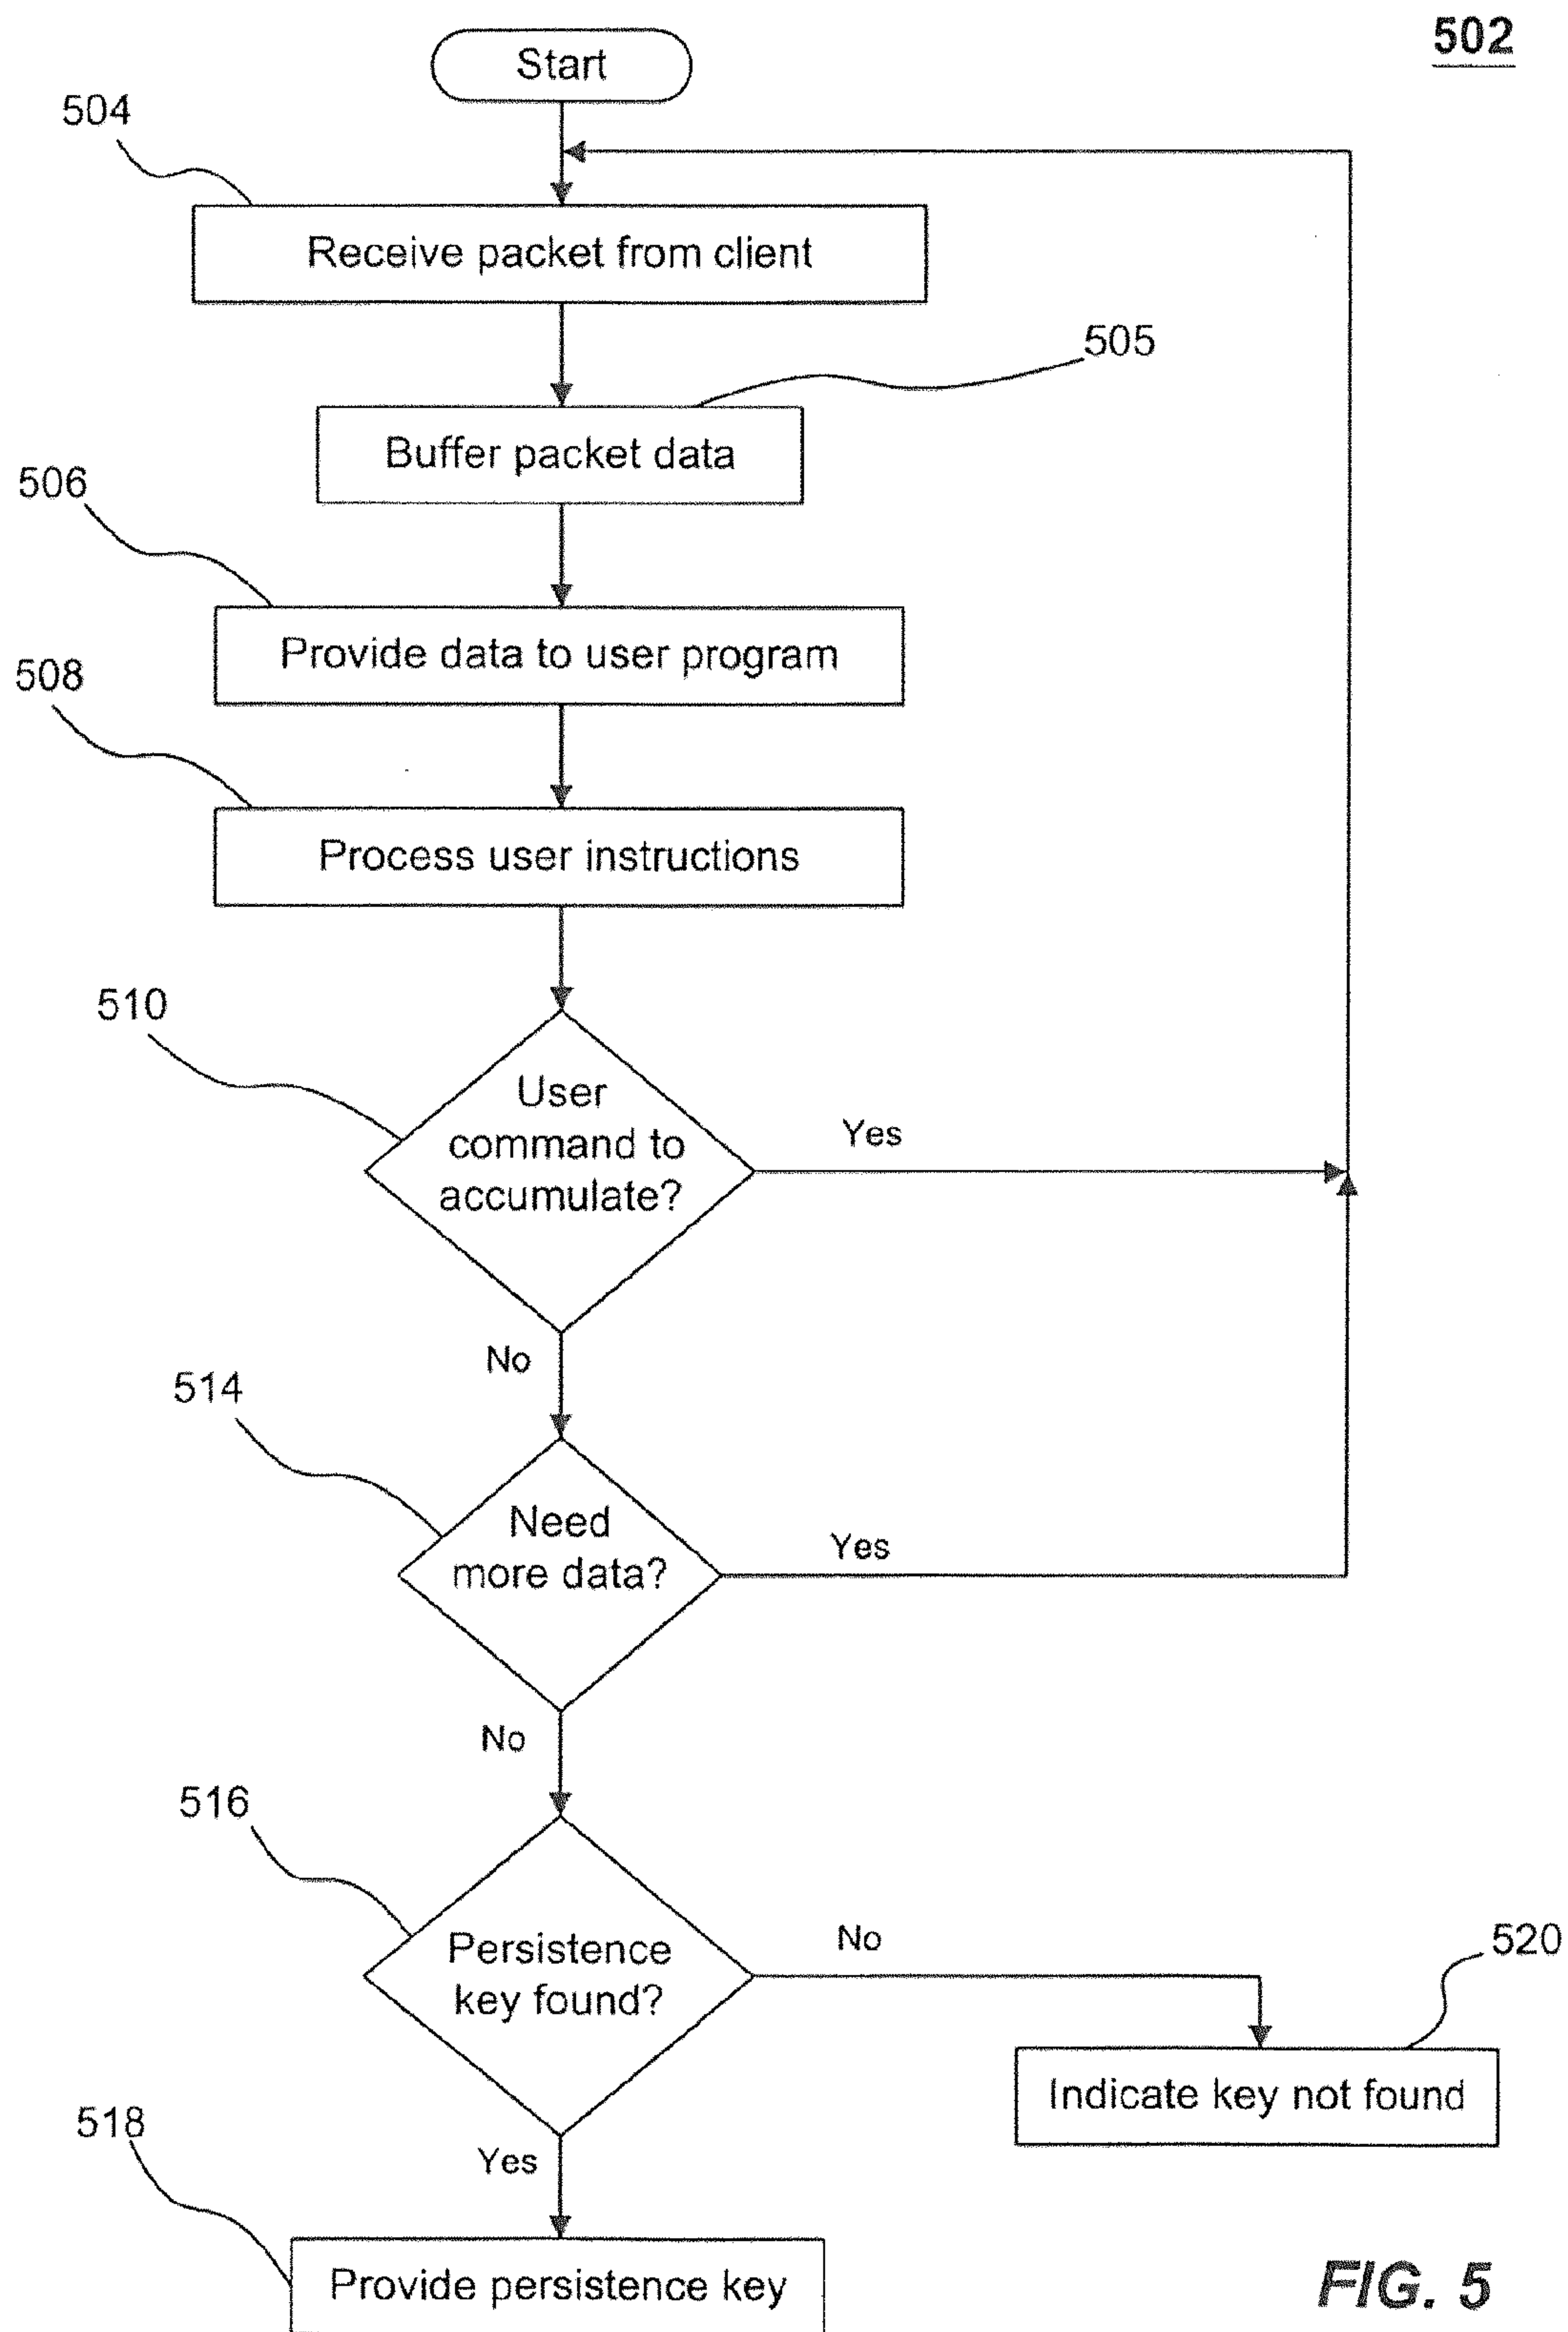 502
Start
504
Receive packet from client
505
Buffer packet data
506
Provide data to user program
508
Process user instructions
510
User
command to
accumulate?
Yes
No
514
Need
more data?
Yes
No
516
Persistence
key found?
No
520
Indicate key not found
518
Yes
Provide persistence key
FIG. 5